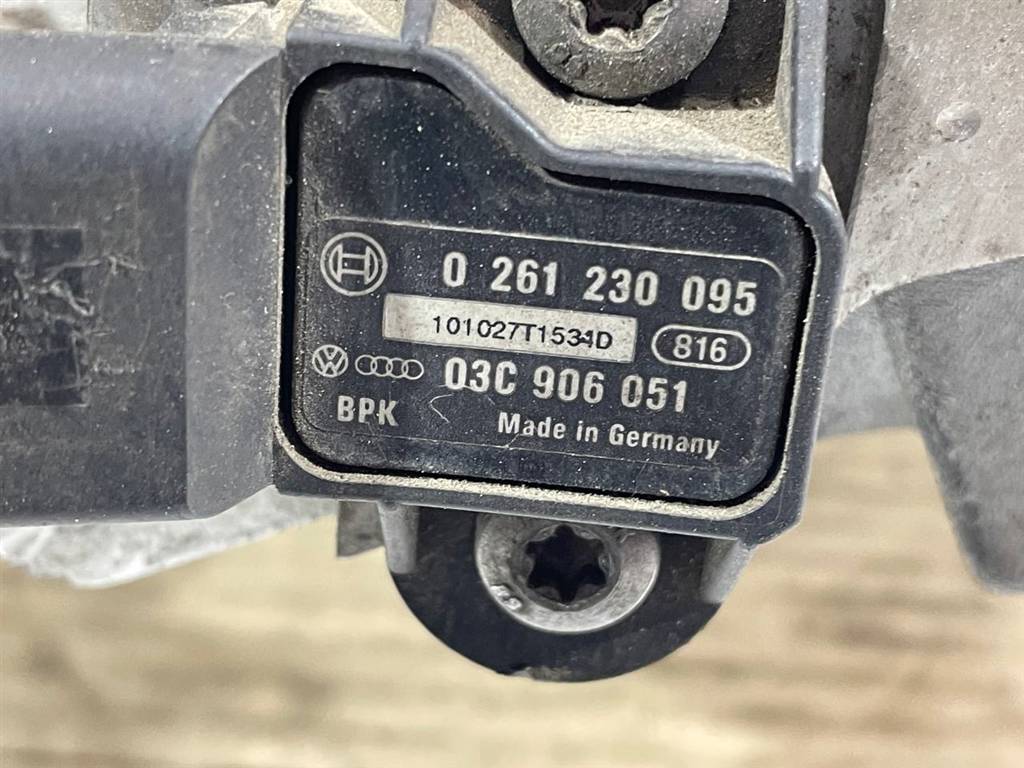 0 261 230 095
101027T1534D
816
03C 906 051
BPK
Made in Germany